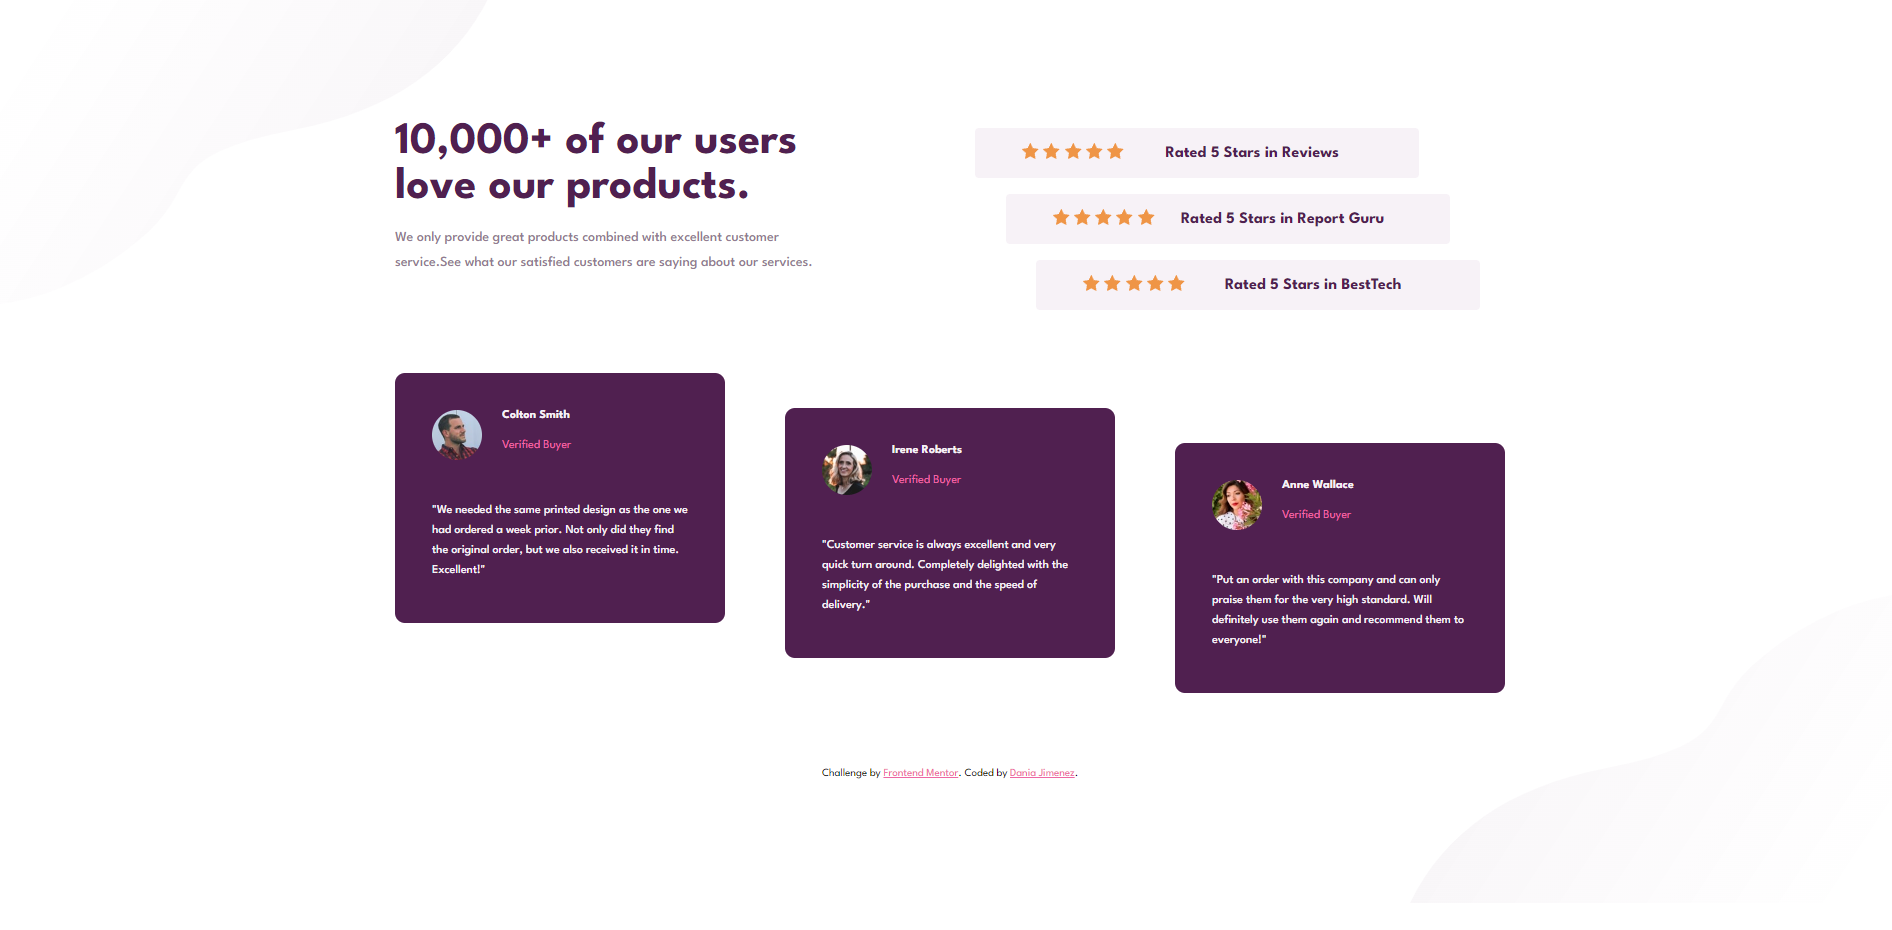 10,000+ of our users
love our products.
We only provide great products combined with excellent customer
service.See what our satisfied customers are saying about our services.
Rated 5 Stars in Reviews
Rated 5 Stars in Report Guru
Rated 5 Stars in BestTech
Colton Smith
Verified Buyer
"We needed the same printed design as the one we
had ordered a week prior. Not only did they find
the original order, but we also received it in time.
Excellent!"
Irene Roberts
Verified Buyer
"Customer service is always excellent and very
quick turn around. Completely delighted with the
simplicity of the purchase and the speed of
delivery."
Anne Wallace
Verified Buyer
"Put an order with this company and can only
praise them for the very high standard. Will
definitely use them again and recommend them to
everyone!"
Challenge by Frontend Mentor. Coded by Dania Jimenez.